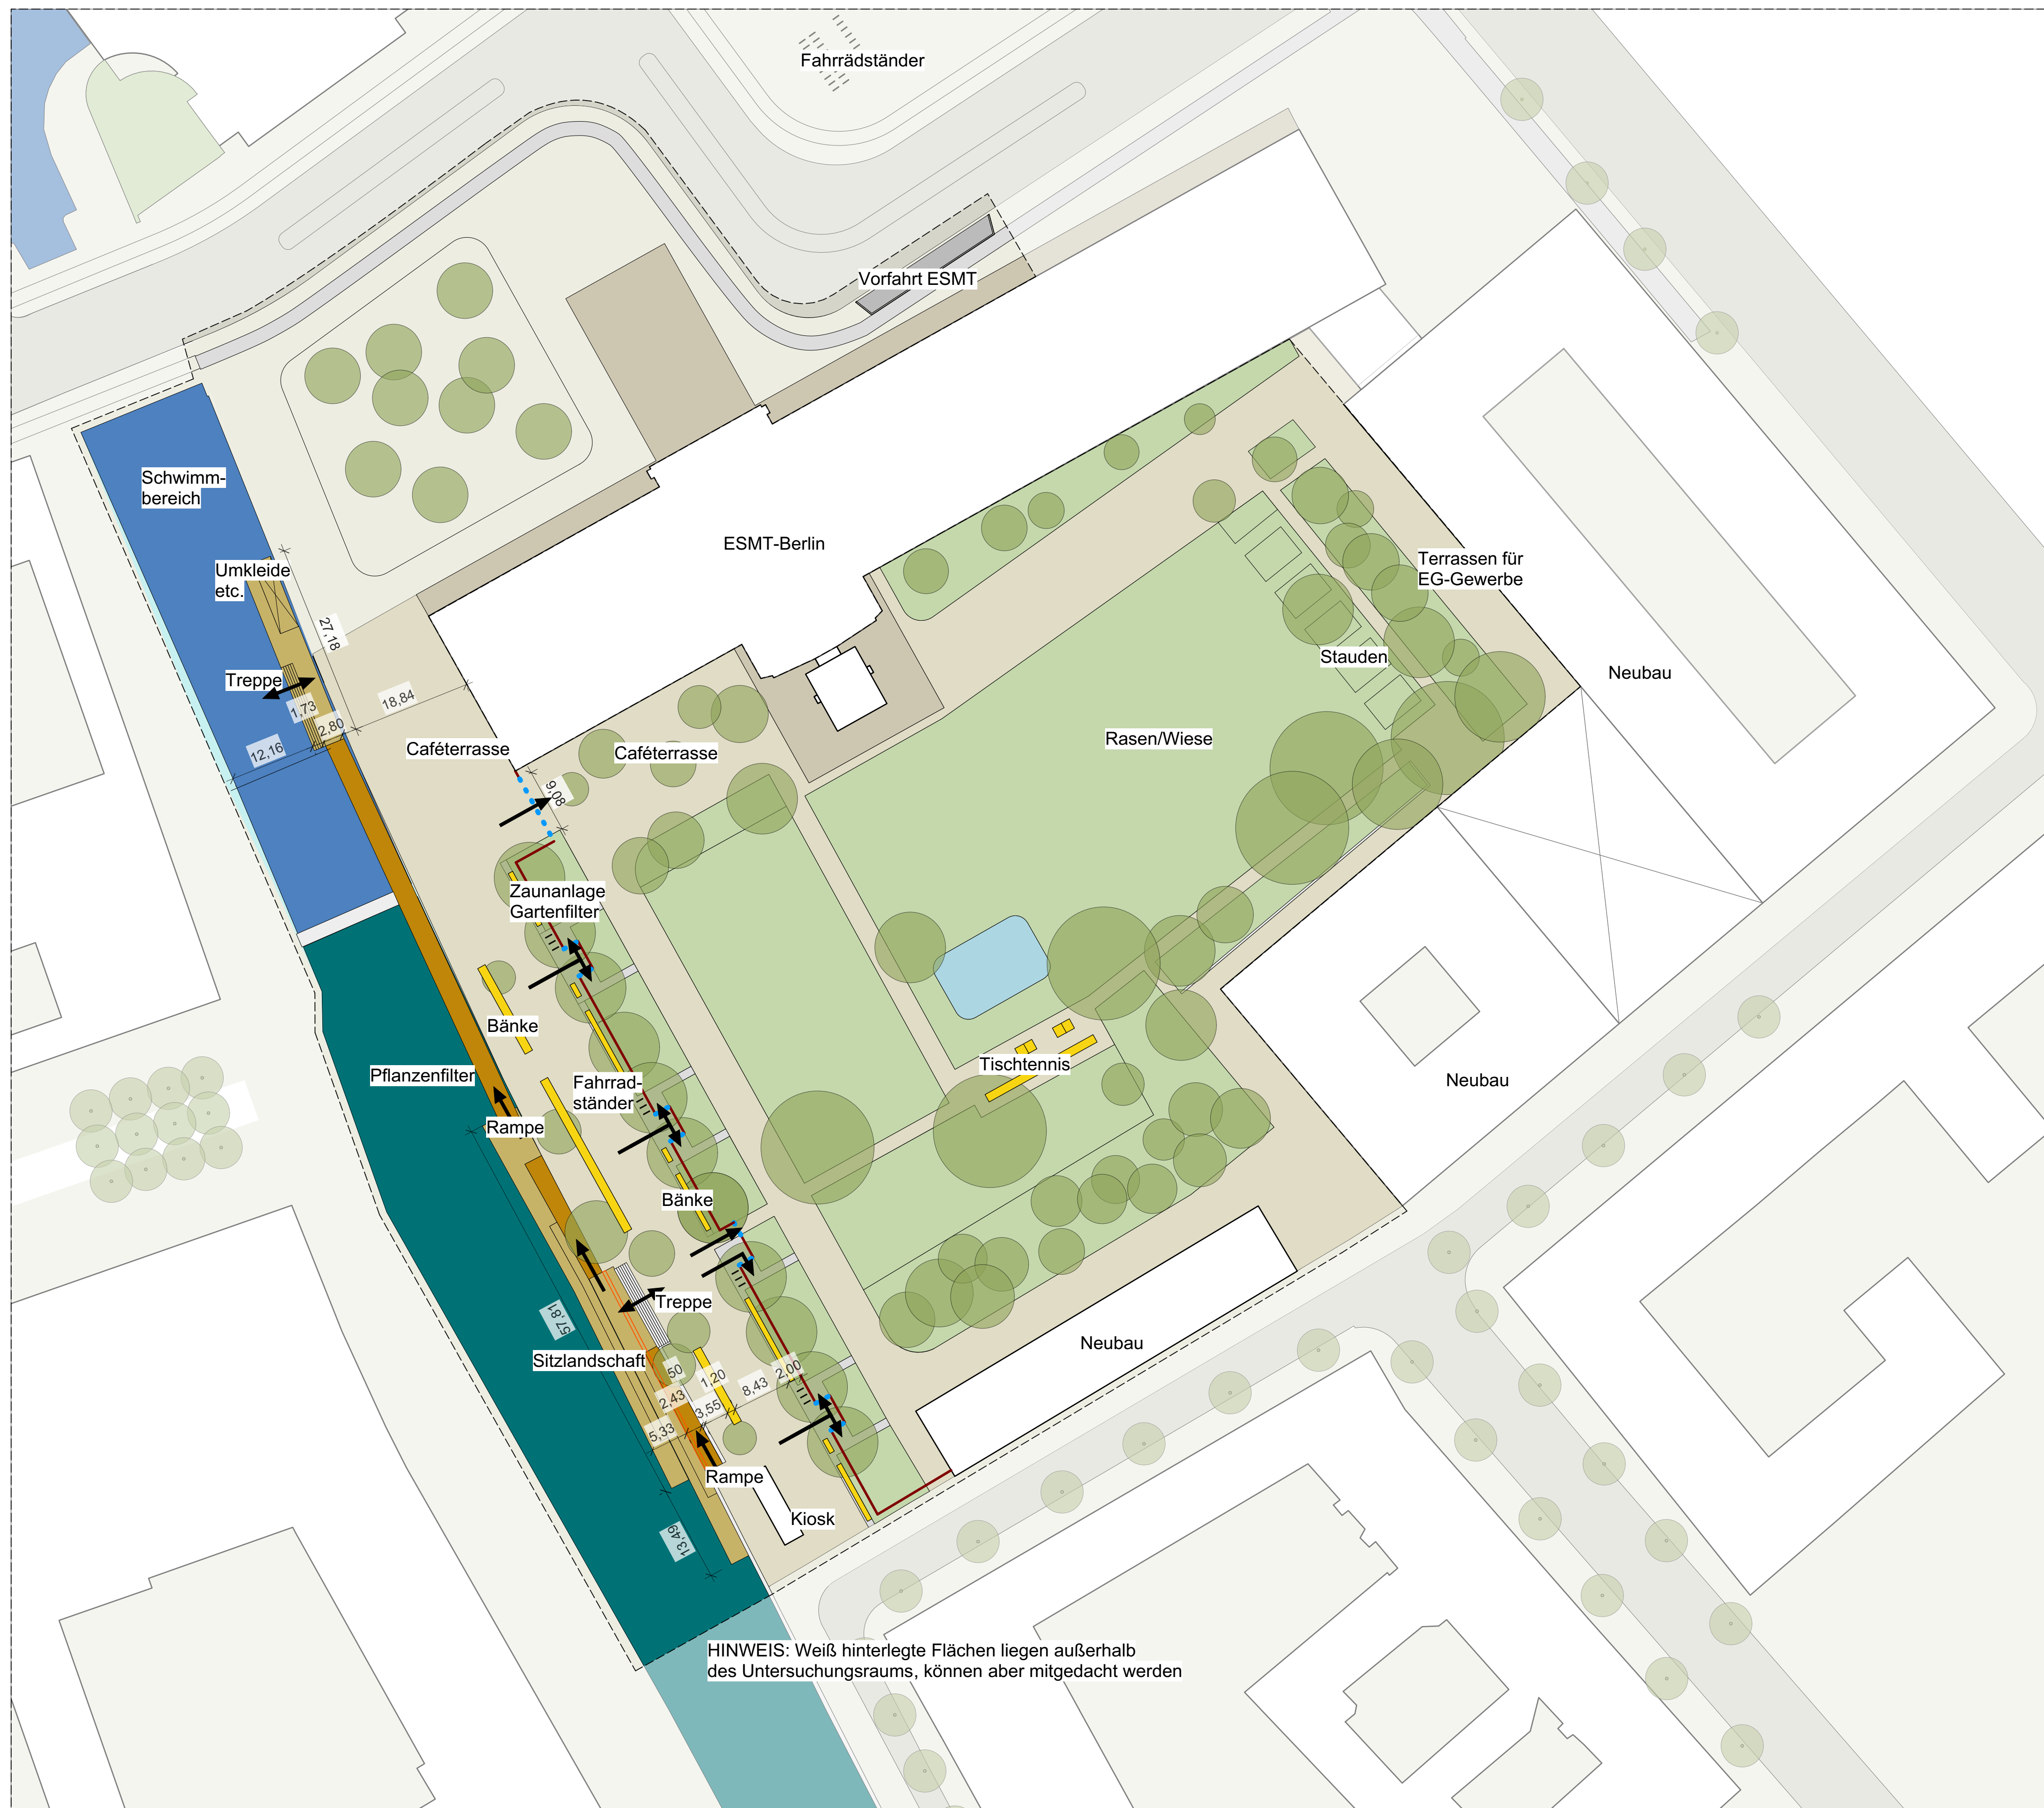 Fahrrädständer
Vorfahrt ESMT
Schwimm-
bereich
ESMT-Berlin
Umkleide
etc.
Terrassen für
EG-Gewerbe
27,18
Stauden
Neubau
Treppe
18,84
1,73
2,80
12,16
Caféterrasse
Caféterrasse
Rasen/Wiese
9,08
Zaunanlage
Gartenfilter
Bänke
Pflanzenfilter
Fahrrad-
ständer
Tischtennis
Neubau
Rampe
Bänke
Treppe
57,81
Sitzlandschaft
Neubau
50
1,20
2,00
2,43
8,43
3,55
5,33
Rampe
Kiosk
13,49
HINWEIS: Weiß hinterlegte Flächen liegen außerhalb
des Untersuchungsraums, können aber mitgedacht werden